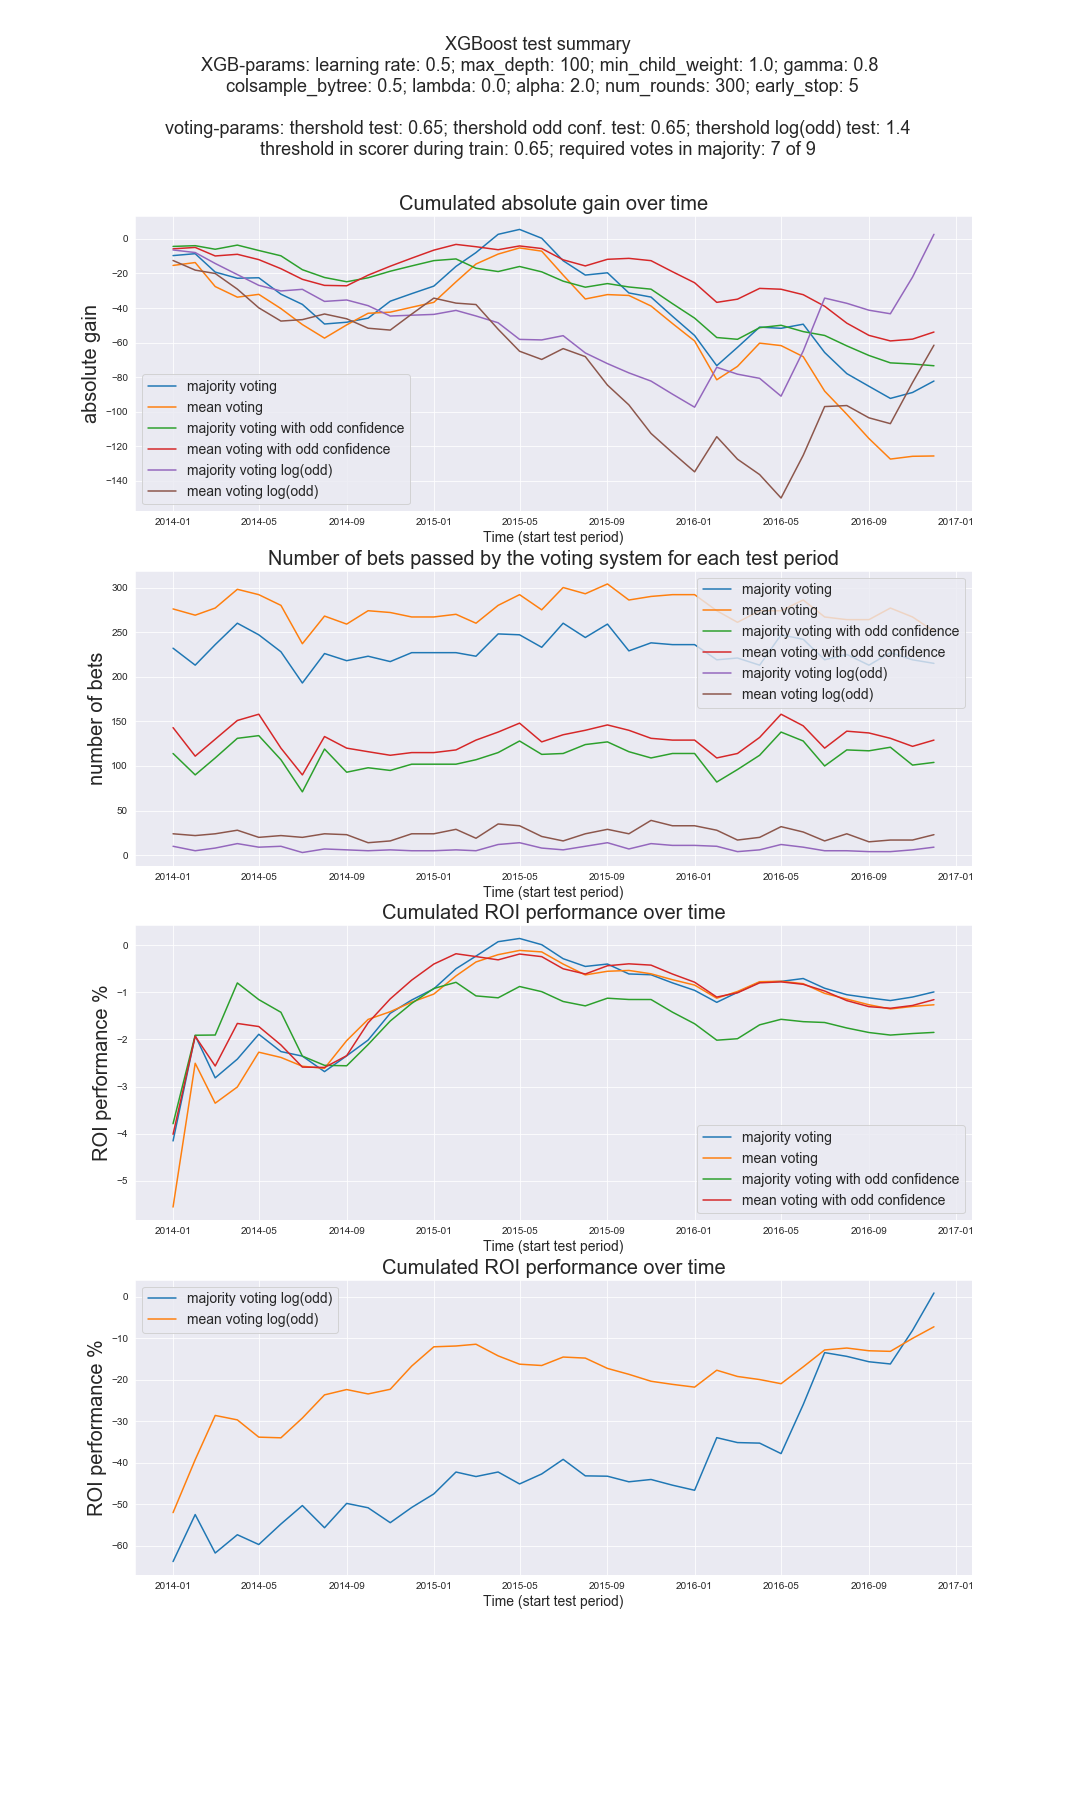 XGBoost test summary
XGB-params: learning rate: 0.5; max_depth: 100; min_child_weight: 1.0; gamma: 0.8
colsample_bytree: 0.5; lambda: 0.0; alpha: 2.0; num_rounds: 300; early_stop: 5
voting-params: thershold test: 0.65; thershold odd conf. test: 0.65; thershold log(odd) test: 1.4
threshold in scorer during train: 0.65; required votes in majority: 7 of 9
Cumulated absolute gain over time
absolute gain
0
−20
−40
−60
−80
−100
−120
−140
majority voting
mean voting
majority voting with odd confidence
mean voting with odd confidence
majority voting log(odd)
mean voting log(odd)
2014-01 2014-05 2014-09 2015-01 2015-05 2015-09 2016-01 2016-05 2016-09 2017-01
Time (start test period)
Number of bets passed by the voting system for each test period
number of bets
300
250
200
150
100
50
0
majority voting
mean voting
majority voting with odd confidence
mean voting with odd confidence
majority voting log(odd)
mean voting log(odd)
2014-01 2014-05 2014-09 2015-01 2015-05 2015-09 2016-01 2016-05 2016-09 2017-01
Time (start test period)
Cumulated ROI performance over time
ROI performance %
0
−1
−2
−3
−4
−5
majority voting
mean voting
majority voting with odd confidence
mean voting with odd confidence
2014-01 2014-05 2014-09 2015-01 2015-05 2015-09 2016-01 2016-05 2016-09 2017-01
Time (start test period)
Cumulated ROI performance over time
ROI performance %
0
−10
−20
−30
−40
−50
−60
majority voting log(odd)
mean voting log(odd)
2014-01 2014-05 2014-09 2015-01 2015-05 2015-09 2016-01 2016-05 2016-09 2017-01
Time (start test period)